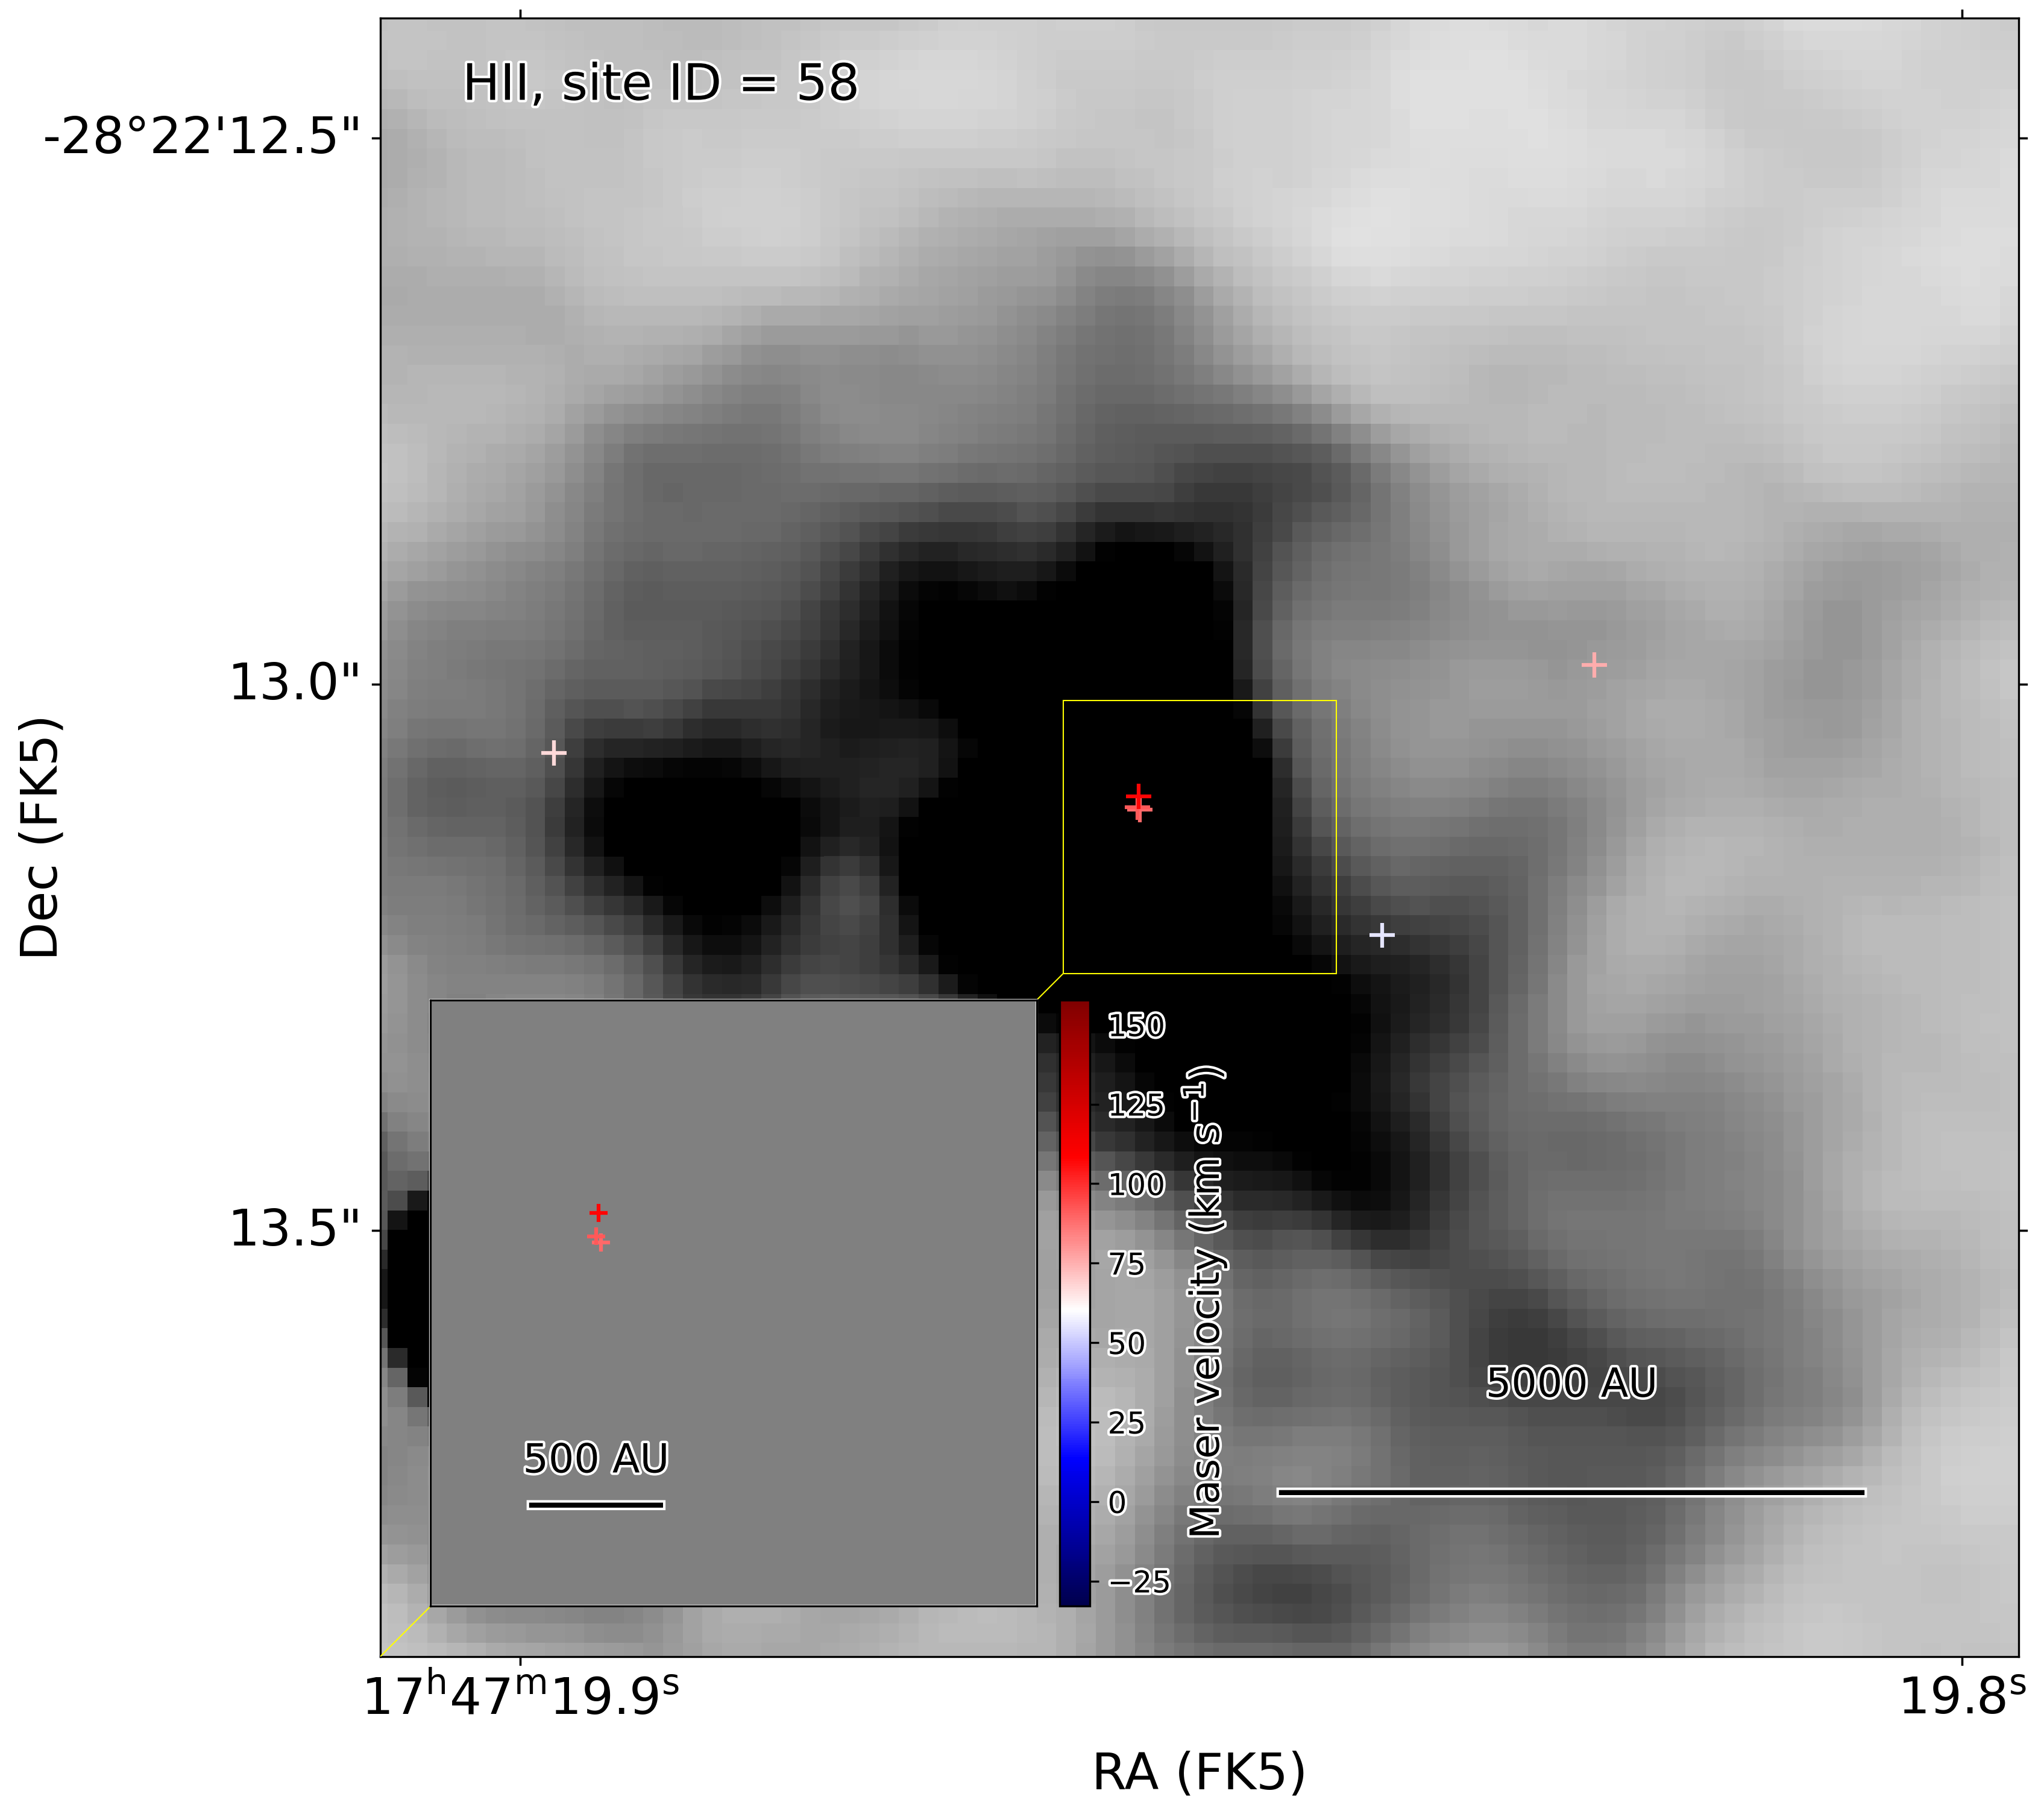 HII, site ID = 58
-28°22'12.5"
13.0"
13.5"
Dec (FK5)
150
125
100
75
50
25
0
−25
Maser velocity (km s⁻¹)
500 AU
5000 AU
17ʰ47ᵐ19.9ˢ
19.8ˢ
RA (FK5)